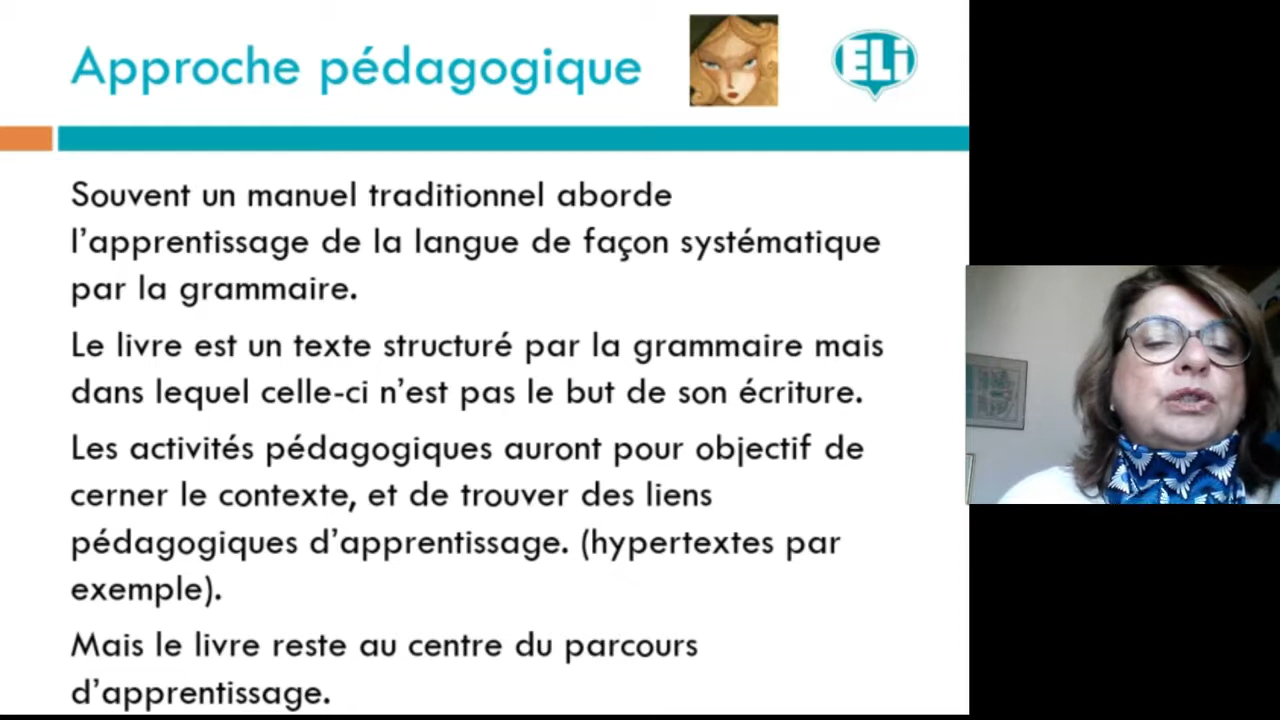 Approche pédagogique
ELi
Souvent un manuel traditionnel aborde
l’apprentissage de la langue de façon systématique
par la grammaire.
Le livre est un texte structuré par la grammaire mais
dans lequel celle-ci n’est pas le but de son écriture.
Les activités pédagogiques auront pour objectif de
cerner le contexte, et de trouver des liens
pédagogiques d’apprentissage. (hypertextes par
exemple).
Mais le livre reste au centre du parcours
d’apprentissage.